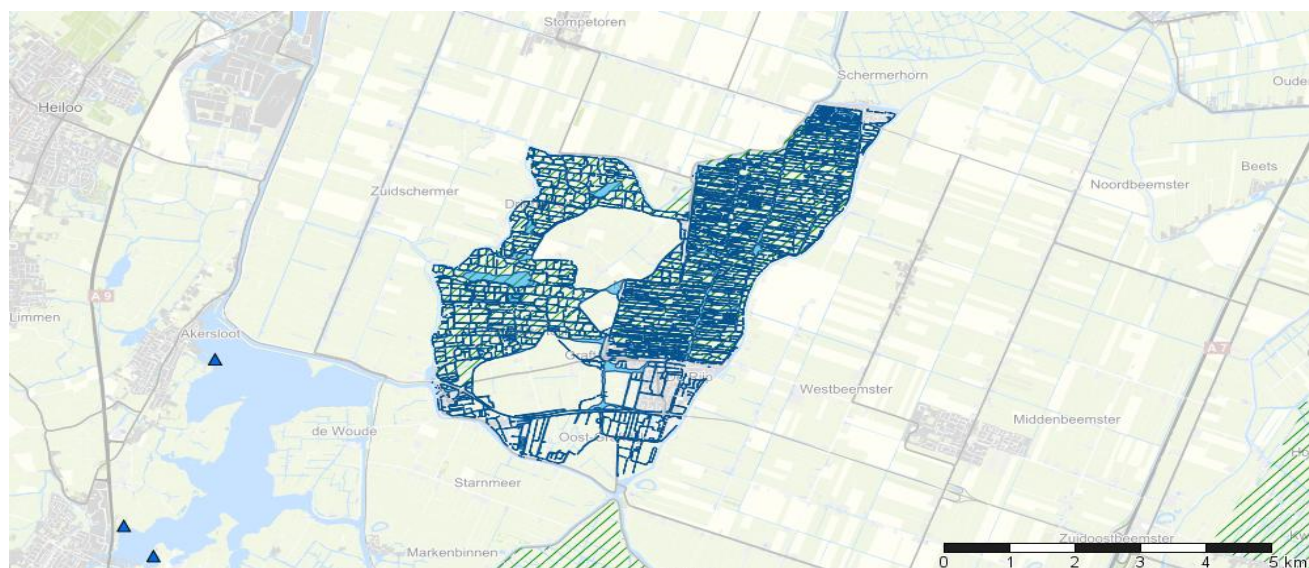 Stompetoren
Schermerhorn
Heiloo
Beets
Noordbeemster
Zuidschermer
A9
Limmen
Akersloot
A7
Westbeemster
Middenbeemster
de Woude
Starnmeer
Zuidoostbeemster
Markenbinnen
0 1 2 3 4 5 km